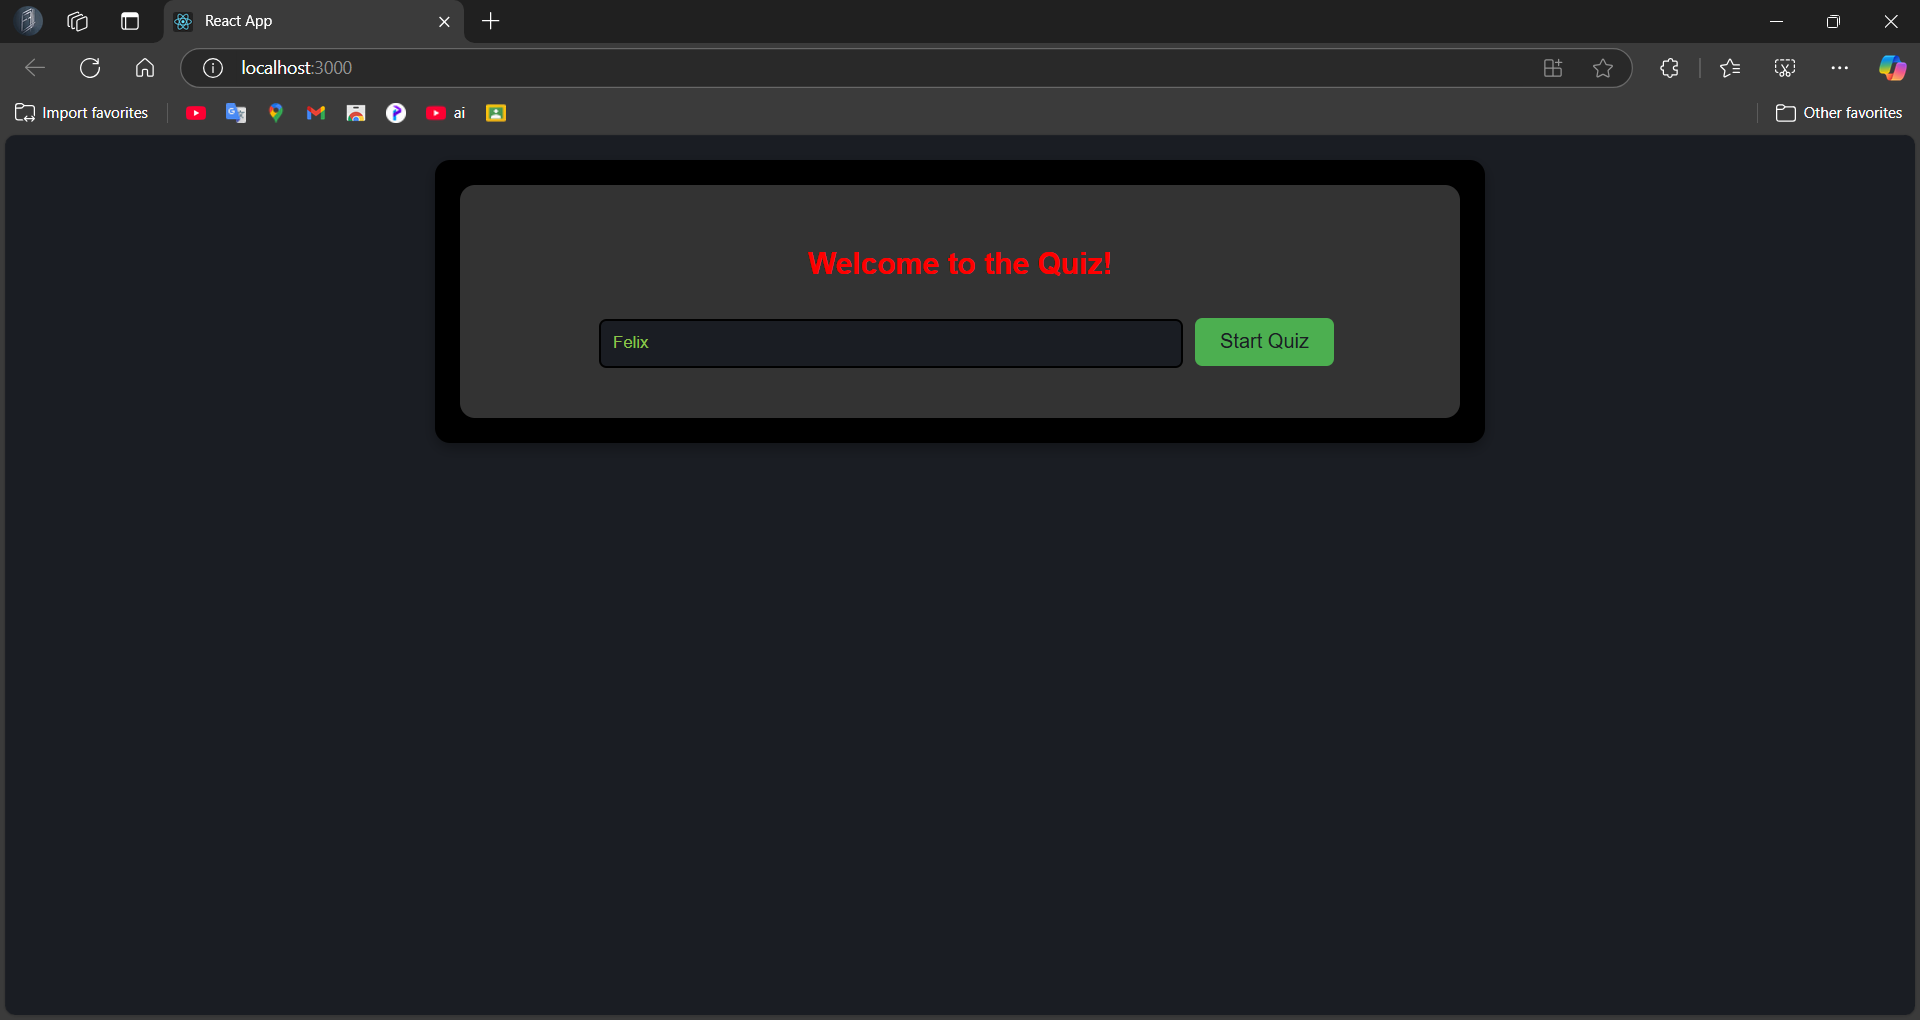 React App
localhost:3000
Import favorites
ai
Other favorites
Welcome to the Quiz!
Felix
Start Quiz